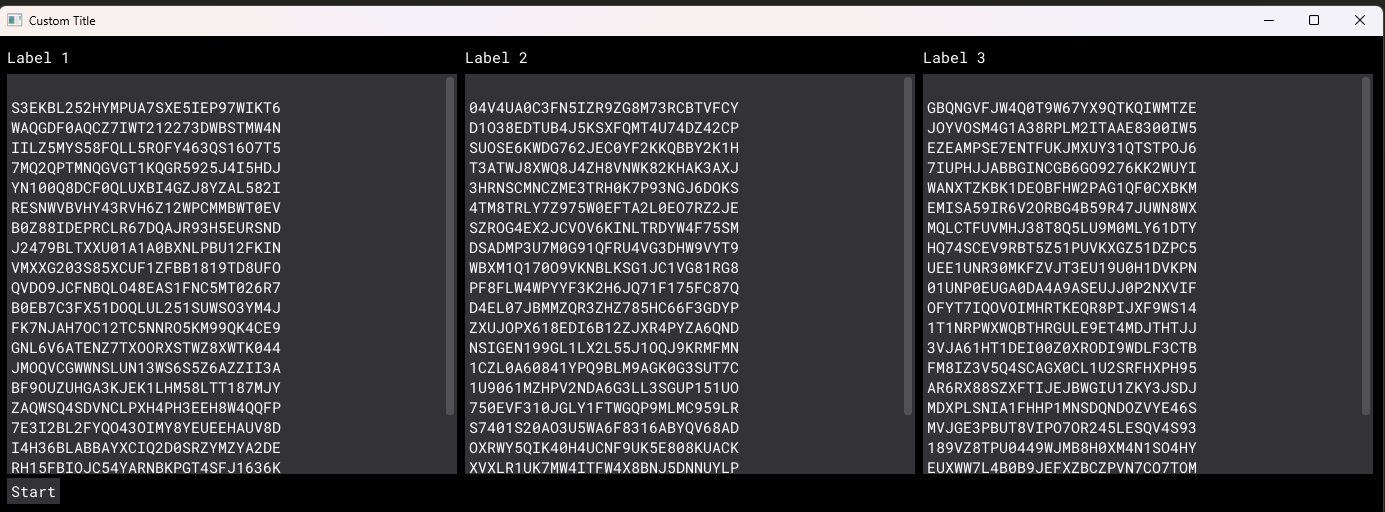 Custom Title
Label 1
S3EKBL252HYMPUA7SXE5IEP97WIKT6
WAQGDF0AQCZ7IWT212273DWBSTMW4N
IILZ5MYS58FQLL5ROFY463QS16O7T5
7MQ2QPTMNQGVGT1KQGR5925J4I5HDJ
YN100Q8DCF0QLUXBI4GZJ8YZAL582I
RESNWVBVHY43RVH6Z12WPCMMBWT0EV
B0Z88IDEPRCLR67DQAJR93H5EURSND
J2479BLTXXU01A1A0BXNLPBU12FKIN
VMXXG203S85XCUF1ZFBB1819TD8UFO
QVDO9JCFNBQLO48EAS1FNC5MT026R7
B0EB7C3FX51DOQLUL251SUWSO3YM4J
FK7NJAH7OC12TC5NNRO5KM99QK4CE9
GNL6V6ATENZ7TXOORXSTWZ8XWTK044
JMOQVCGWWNSLUN13WS6S5Z6AZZII3A
BF9OUZUHGA3KJEK1LHM58LTT187MJY
ZAQWSQ4SDVNCLPXH4PH3EEH8W4QQFP
7E3I2BL2FYQO43OIMY8YEUEEHAUV8D
I4H36BLABBAYXCIQ2D0SRZYMZYA2DE
RH15FBIOJC54YARNBKPGT4SFJ1636K
Label 2
04V4UA0C3FN5IZR9ZG8M73RCBTVFCY
D1O38EDTUB4J5KSXFQMT4U74DZ42CP
SUOSE6KWDG762JEC0YF2KKQBBY2K1H
T3ATWJ8XWQ8J4ZH8VNWK82KHAK3AXJ
3HRNSCMNCZME3TRH0K7P93NGJ6DOKS
4TM8TRLY7Z975W0EFTA2L0EO7RZ2JE
SZROG4EX2JCVOV6KINLTRDYW4F75SM
DSADMP3U7M0G91QFRU4VG3DHW9VYT9
WBXM1Q17OO9VKNBLKSG1JC1VG81RG8
PF8FLW4WPYYF3K2H6JQ71F175FC87Q
D4EL07JBMMZQR3ZHZ785HC66F3GDYP
ZXUJOPX618EDI6B12ZJXR4PYZA6QND
NSIGEN199GL1LX2L55J1OQJ9KRMFMN
1CZL0A60841YPQ9BLM9AGK0G3SUT7C
1U9061MZHPV2NDA6G3LL3SGUP151UO
750EVF310JGLY1FTWGQP9MLMC959LR
S7401S20AO3U5WA6F8316ABYQV68AD
OXRWY5QIK40H4UCNF9UK5E808KUACK
XVXLR1UK7MW4ITFW4X8BNJ5DNNUYLP
Label 3
GBQNGVFJW4Q0T9W67YX9QTKQIWMTZE
JOYVOSM4G1A38RPLM2ITAAE8300IW5
EZEAMPSE7ENTFUKJMXUY31QTSTPOJ6
7IUPHJJABBGINCGB6GO9276KK2WUYI
WANXTZKBK1DEOBFHW2PAG1QF0CXBKM
EMISA59IR6V2ORBG4B59R47JUWN8WX
MQLCTFUVMHJ38T8Q5LU9M0MLY61DTY
HQ74SCEV9RBT5Z51PUVKXGZ51DZPC5
UEE1UNR30MKFZVJT3EU19U0H1DVKPN
01UNP0EUGA0DA4A9ASEUJJ0P2NXVIF
OFYT7IQOVOIMHRTKEQR8PIJXF9WS14
1T1NRPWXWQBTHRGULE9ET4MDJTHTJJ
3VJA61HT1DEI00Z0XRODI9WDLF3CTB
FM8IZ3V5Q4SCAGX0CL1U2SRFHXPH95
AR6RX88SZXFTIJEJBWGIU1ZKY3JSDJ
MDXPLSNIA1FHHP1MNSDQNDOZVYE46S
MVJGE3PBUT8VIPO7OR245LESQV4S93
189VZ8TPU0449WJMB8H0XM4N1SO4HY
EUXWW7L4B0B9JEFXZBCZPVN7CO7TOM
Start